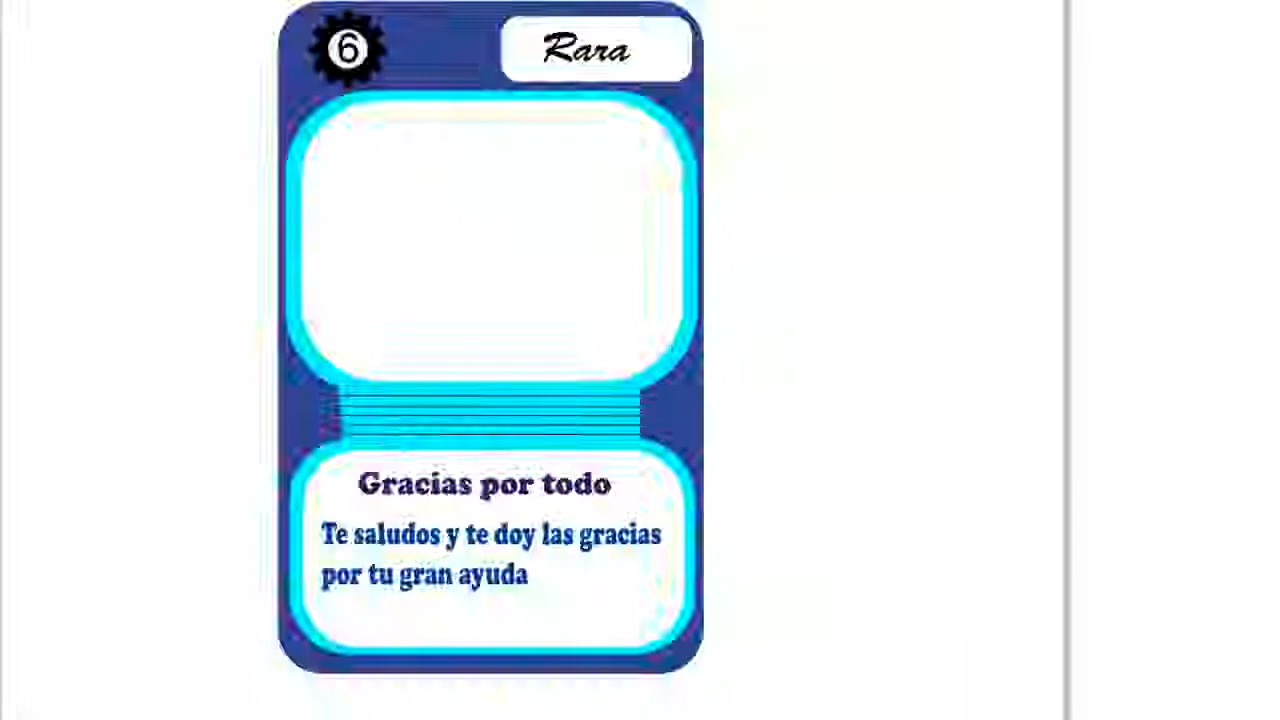 6
Rara
Gracias por todo
Te saludos y te doy las gracias
por tu gran ayuda